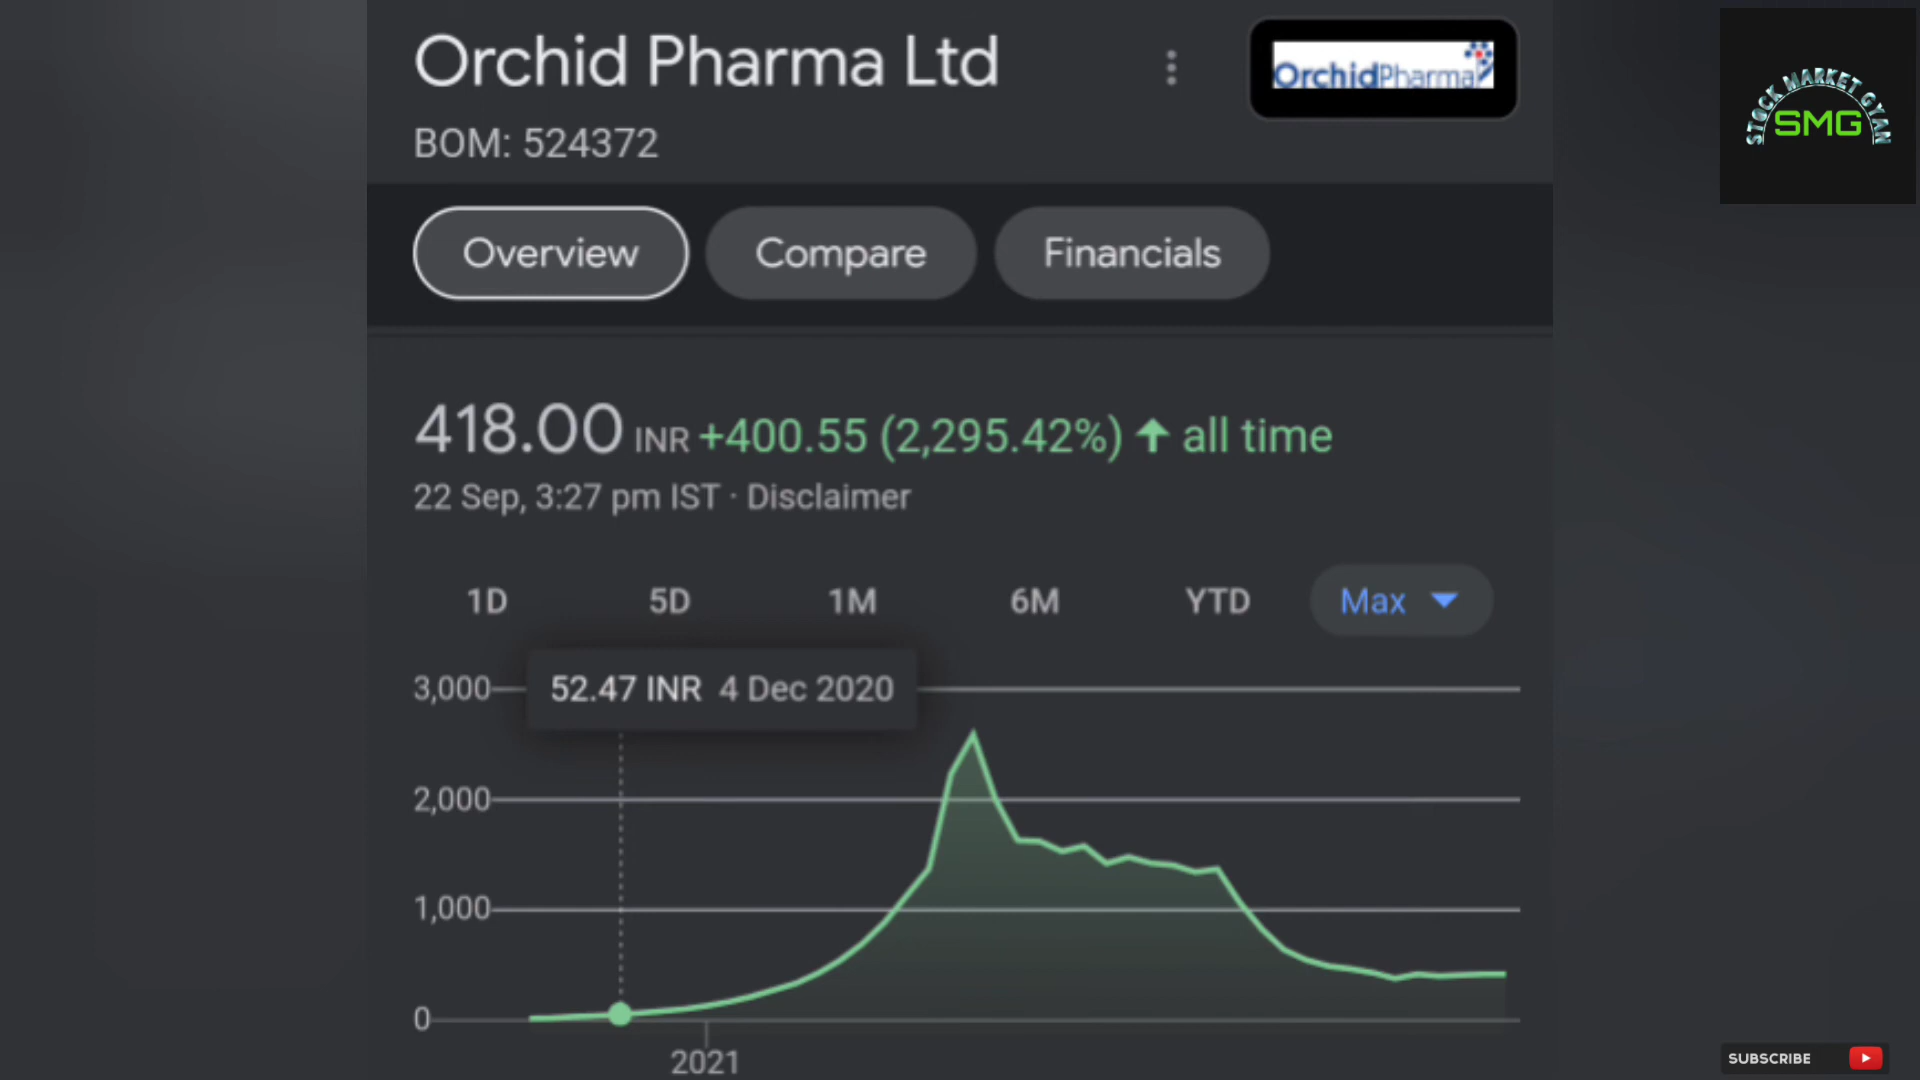 Orchid Pharma Ltd
OrchidPharma
STOCK MARKET GYAN
SMG
BOM: 524372
Overview Compare Financials
418.00 INR +400.55 (2,295.42%) ↑ all time
22 Sep, 3:27 pm IST · Disclaimer
1D 5D 1M 6M YTD Max
3,000
52.47 INR 4 Dec 2020
2,000
1,000
0
2021
SUBSCRIBE